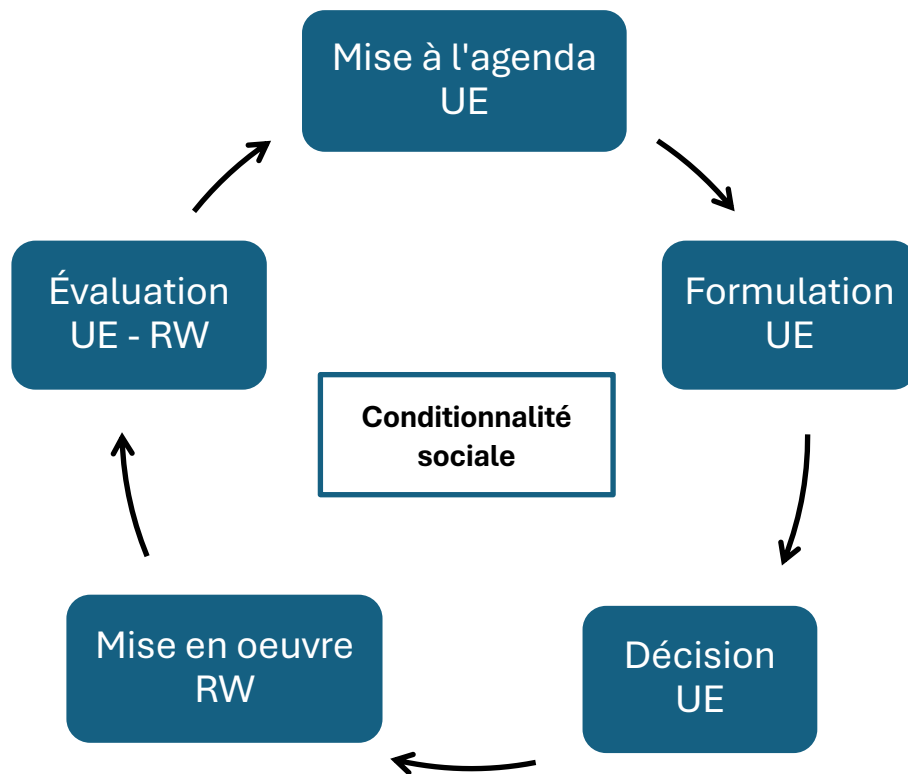 Mise à l'agenda
UE
Formulation
UE
Décision
UE
Mise en oeuvre
RW
Évaluation
UE - RW
Conditionnalité
sociale